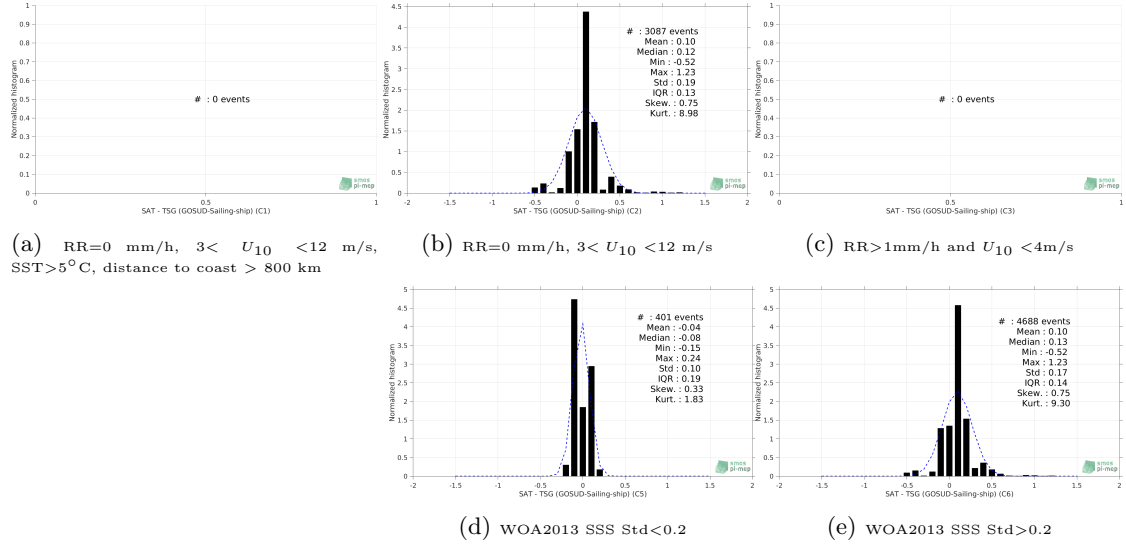 1
0.9
0.8
0.7
0.6
0.5
0.4
0.3
0.2
0.1
0
Normalized histogram
# : 0 events
smos
pi-mep
0 0.5 1
SAT - TSG (GOSUD-Sailing-ship) (C1)
(a) RR=0 mm/h, 3< U10 <12 m/s,
SST>5°C, distance to coast > 800 km
4.5
4
3.5
3
2.5
2
1.5
1
0.5
0
Normalized histogram
# : 3087 events
Mean : 0.10
Median : 0.12
Min : -0.52
Max : 1.23
Std : 0.19
IQR : 0.13
Skew. : 0.75
Kurt. : 8.98
smos
pi-mep
-2 -1.5 -1 -0.5 0 0.5 1 1.5 2
SAT - TSG (GOSUD-Sailing-ship) (C2)
(b) RR=0 mm/h, 3< U10 <12 m/s
1
0.9
0.8
0.7
0.6
0.5
0.4
0.3
0.2
0.1
0
Normalized histogram
# : 0 events
smos
pi-mep
0 0.5 1
SAT - TSG (GOSUD-Sailing-ship) (C3)
(c) RR>1mm/h and U10 <4m/s
5
4.5
4
3.5
3
2.5
2
1.5
1
0.5
0
Normalized histogram
# : 401 events
Mean : -0.04
Median : -0.08
Min : -0.15
Max : 0.24
Std : 0.10
IQR : 0.19
Skew. : 0.33
Kurt. : 1.83
smos
pi-mep
-2 -1.5 -1 -0.5 0 0.5 1 1.5 2
SAT - TSG (GOSUD-Sailing-ship) (C5)
(d) WOA2013 SSS Std<0.2
5
4.5
4
3.5
3
2.5
2
1.5
1
0.5
0
Normalized histogram
# : 4688 events
Mean : 0.10
Median : 0.13
Min : -0.52
Max : 1.23
Std : 0.17
IQR : 0.14
Skew. : 0.75
Kurt. : 9.30
smos
pi-mep
-2 -1.5 -1 -0.5 0 0.5 1 1.5 2
SAT - TSG (GOSUD-Sailing-ship) (C6)
(e) WOA2013 SSS Std>0.2